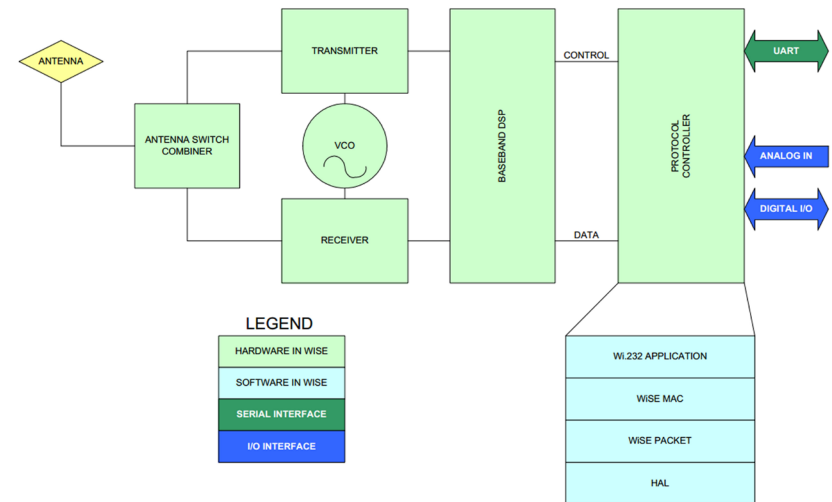 ANTENNA
ANTENNA SWITCH
COMBINER
TRANSMITTER
VCO
RECEIVER
BASEBAND DSP
CONTROL
DATA
PROTOCOL
CONTROLLER
UART
ANALOG IN
DIGITAL I/O
LEGEND
HARDWARE IN WISE
SOFTWARE IN WISE
SERIAL INTERFACE
I/O INTERFACE
Wi.232 APPLICATION
WiSE MAC
WiSE PACKET
HAL